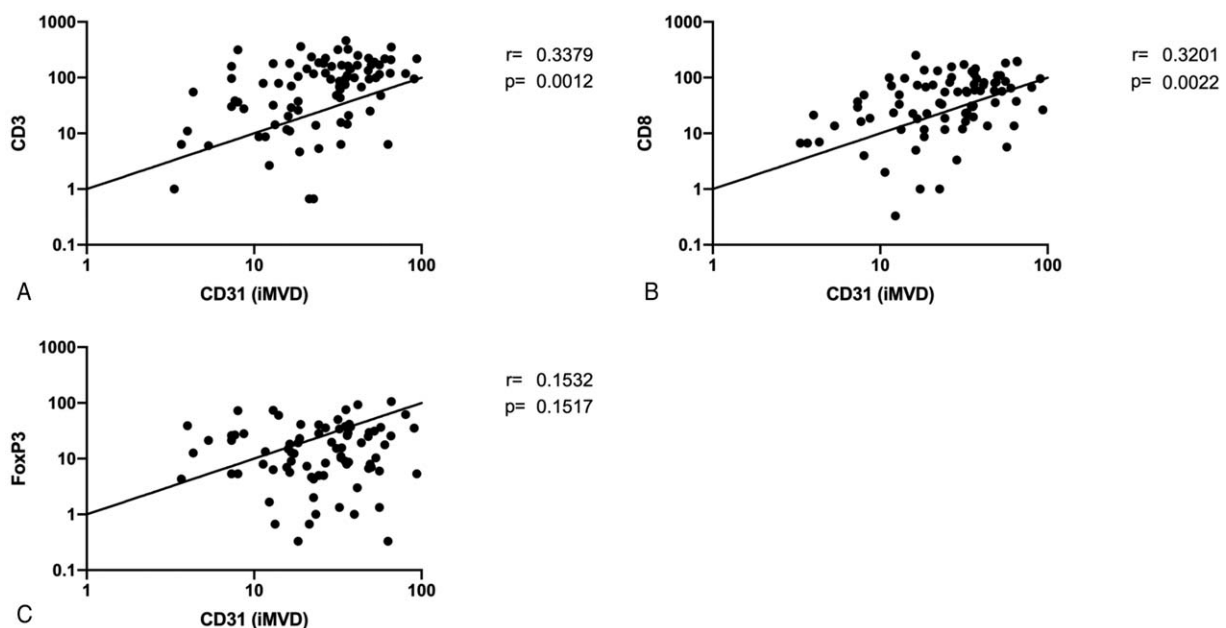 1000
100
10
1
0.1
CD3
1
10
100
CD31 (iMVD)
r= 0.3379
p= 0.0012
A
1000
100
10
1
0.1
CD8
1
10
100
CD31 (iMVD)
r= 0.3201
p= 0.0022
B
1000
100
10
1
0.1
FoxP3
1
10
100
CD31 (iMVD)
r= 0.1532
p= 0.1517
C